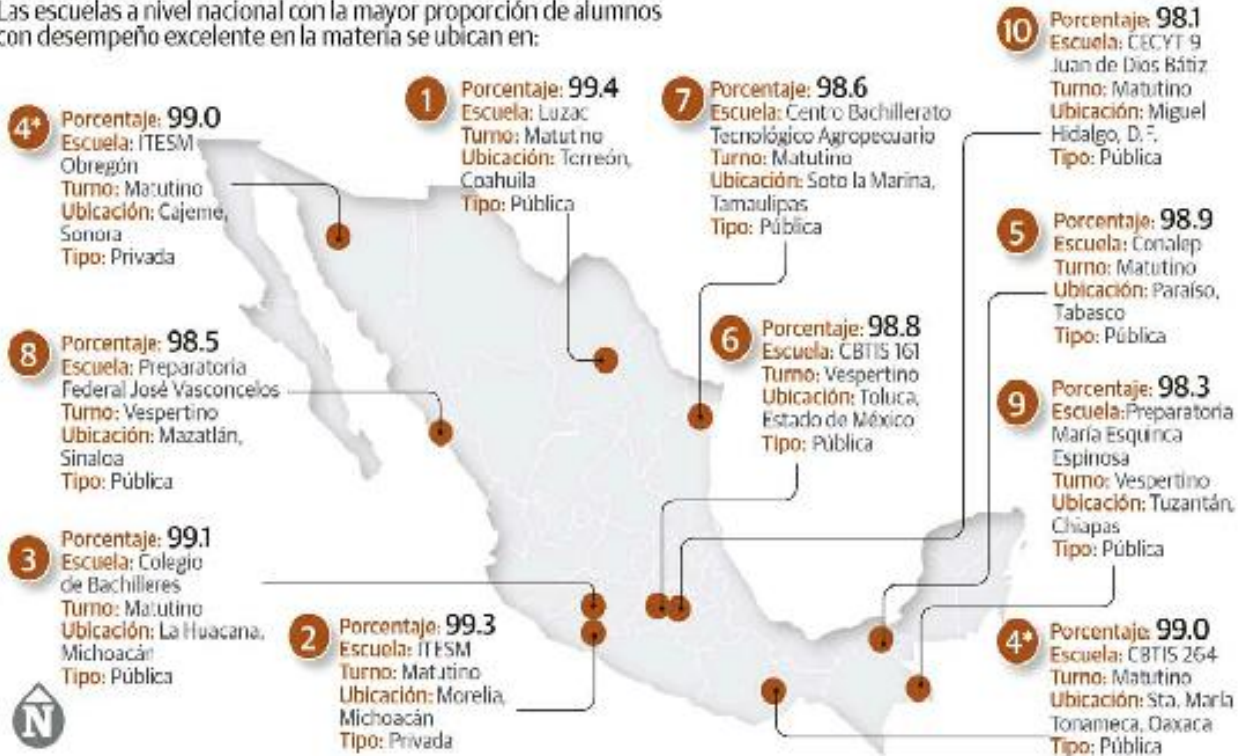 Las escuelas a nivel nacional con la mayor proporción de alumnos
con desempeño excelente en la materia se ubican en:
4*
Porcentaje: 99.0
Escuela: ITESM
Obregón
Turno: Matutino
Ubicación: Cajeme,
Sonora
Tipo: Privada
1
Porcentaje: 99.4
Escuela: Luzac
Turno: Matutino
Ubicación: Torreón,
Coahuila
Tipo: Pública
7
Porcentaje: 98.6
Escuela: Centro Bachillerato
Tecnológico Agropecuario
Turno: Matutino
Ubicación: Soto la Marina,
Tamaulipas
Tipo: Pública
10
Porcentaje: 98.1
Escuela: CECYT 9
Juan de Dios Bátiz
Turno: Matutino
Ubicación: Miguel
Hidalgo, D.F.
Tipo: Pública
5
Porcentaje: 98.9
Escuela: Conalep
Turno: Matutino
Ubicación: Paraíso,
Tabasco
Tipo: Pública
8
Porcentaje: 98.5
Escuela: Preparatoria
Federal José Vasconcelos
Turno: Vespertino
Ubicación: Mazatlán,
Sinaloa
Tipo: Pública
6
Porcentaje: 98.8
Escuela: CBTIS 161
Turno: Vespertino
Ubicación: Toluca,
Estado de México
Tipo: Pública
9
Porcentaje: 98.3
Escuela:Preparatoria
María Esquinca
Espinosa
Turno: Vespertino
Ubicación: Tuzantán,
Chiapas
Tipo: Pública
3
Porcentaje: 99.1
Escuela: Colegio
de Bachilleres
Turno: Matutino
Ubicación: La Huacana,
Michoacán
Tipo: Pública
2
Porcentaje: 99.3
Escuela: ITESM
Turno: Matutino
Ubicación: Morelia,
Michoacán
Tipo: Privada
4*
Porcentaje: 99.0
Escuela: CBTIS 264
Turno: Matutino
Ubicación: Sta. María
Tonameca, Oaxaca
Tipo: Pública
N